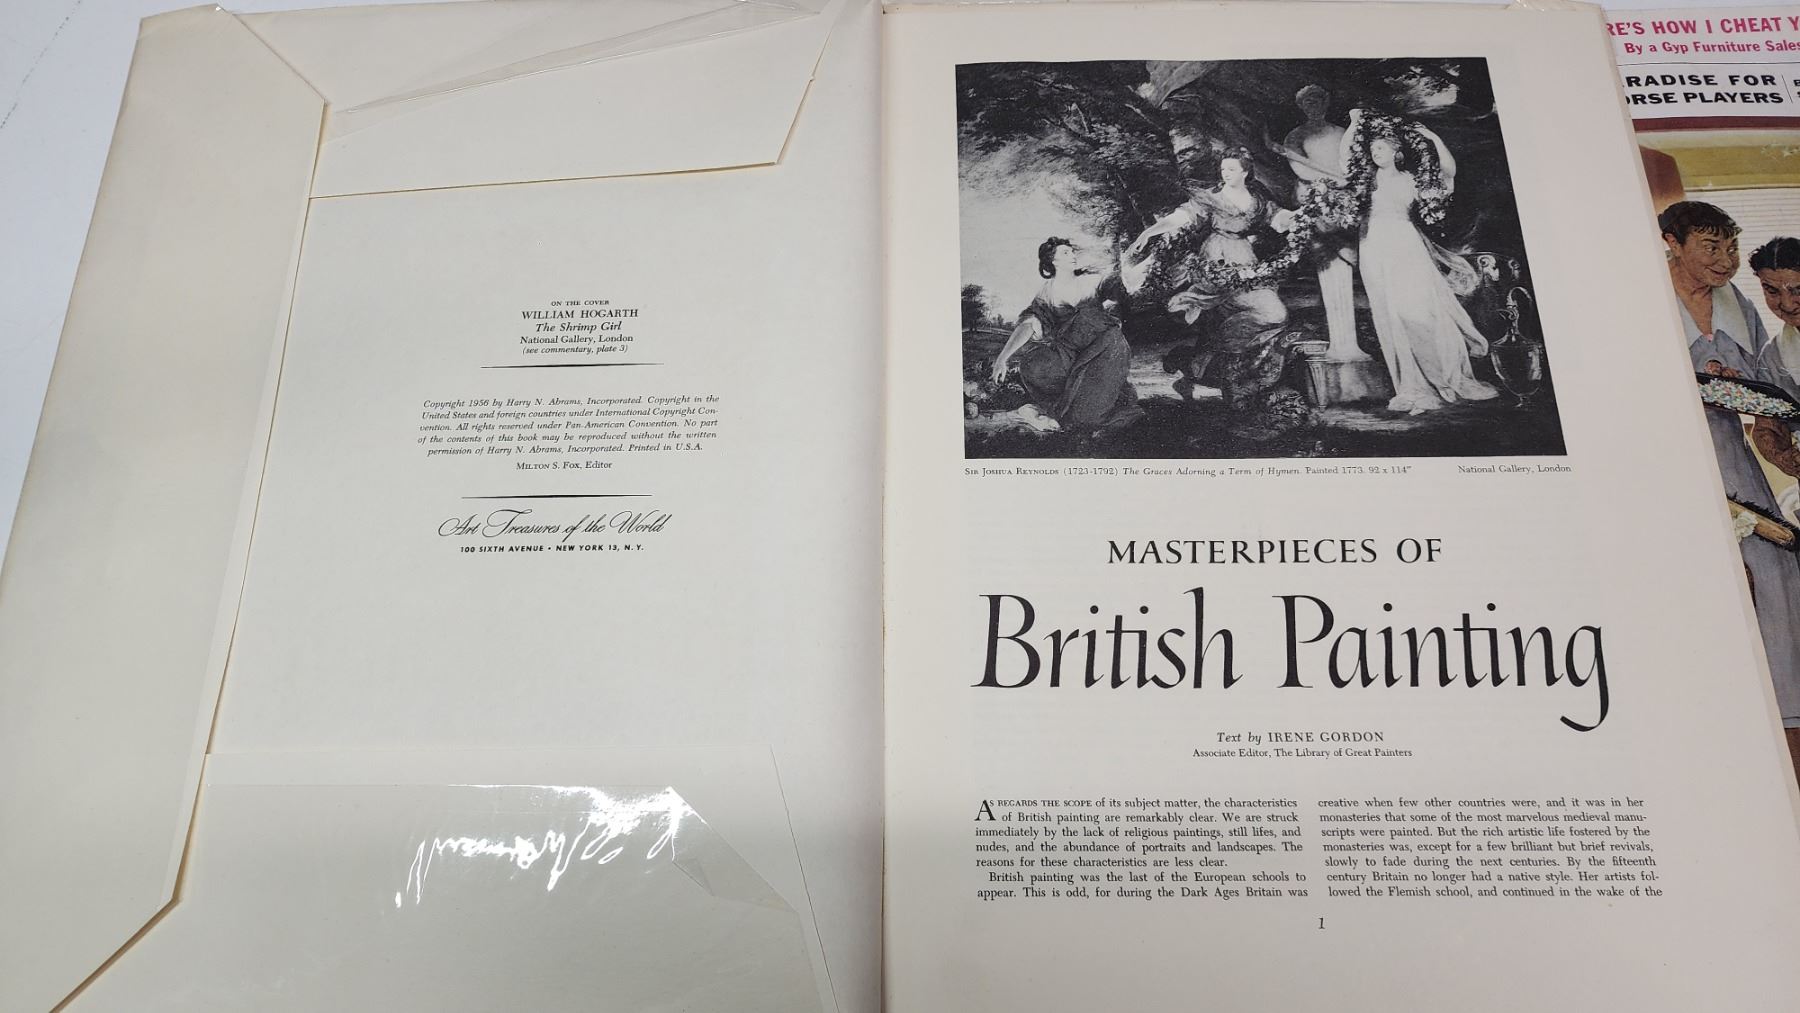 ON THE COVER
WILLIAM HOGARTH
The Shrimp Girl
National Gallery, London
(see commentary, plate 3)
Copyright 1956 by Harry N. Abrams, Incorporated. Copyright in the
United States and foreign countries under International Copyright Con-
vention. All rights reserved under Pan-American Convention. No part
of the contents of this book may be reproduced without the written
permission of Harry N. Abrams, Incorporated. Printed in U.S.A.
MILTON S. FOX, Editor
Art Treasures of the World
100 SIXTH AVENUE • NEW YORK 13, N. Y.
SIR JOSHUA REYNOLDS (1723-1792) The Graces Adorning a Term of Hymen. Painted 1773. 92 x 114" National Gallery, London
MASTERPIECES OF
British Painting
Text by IRENE GORDON
Associate Editor, The Library of Great Painters
AS REGARDS THE SCOPE of its subject matter, the characteristics
of British painting are remarkably clear. We are struck
immediately by the lack of religious paintings, still lifes, and
nudes, and the abundance of portraits and landscapes. The
reasons for these characteristics are less clear.
British painting was the last of the European schools to
appear. This is odd, for during the Dark Ages Britain was
creative when few other countries were, and it was in her
monasteries that some of the most marvelous medieval manu-
scripts were painted. But the rich artistic life fostered by the
monasteries was, except for a few brilliant but brief revivals,
slowly to fade during the next centuries. By the fifteenth
century Britain no longer had a native style. Her artists fol-
lowed the Flemish school, and continued in the wake of the
1
RE'S HOW I CHEAT Y
By a Gyp Furniture Sales
RADISE FOR
ORSE PLAYERS